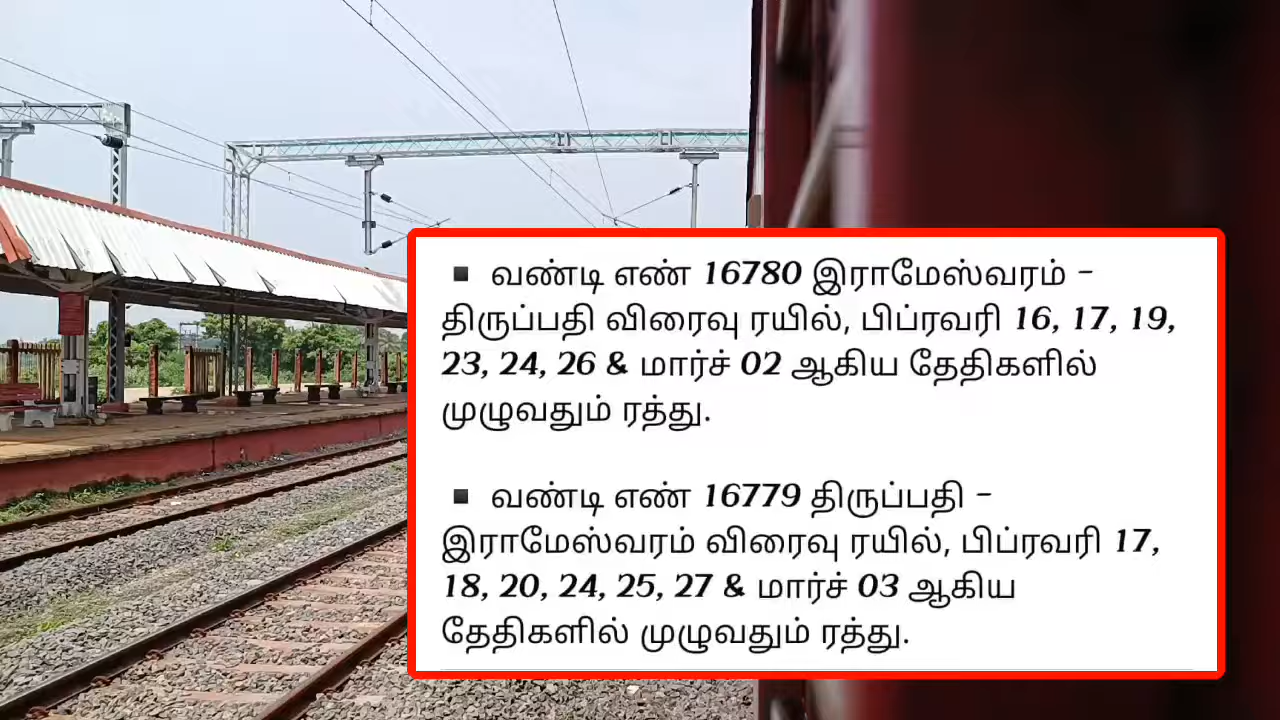 ▪ வண்டி எண் 16780 இராமேஸ்வரம் -
திருப்பதி விரைவு ரயில், பிப்ரவரி 16, 17, 19,
23, 24, 26 & மார்ச் 02 ஆகிய தேதிகளில்
முழுவதும் ரத்து.
▪ வண்டி எண் 16779 திருப்பதி -
இராமேஸ்வரம் விரைவு ரயில், பிப்ரவரி 17,
18, 20, 24, 25, 27 & மார்ச் 03 ஆகிய
தேதிகளில் முழுவதும் ரத்து.